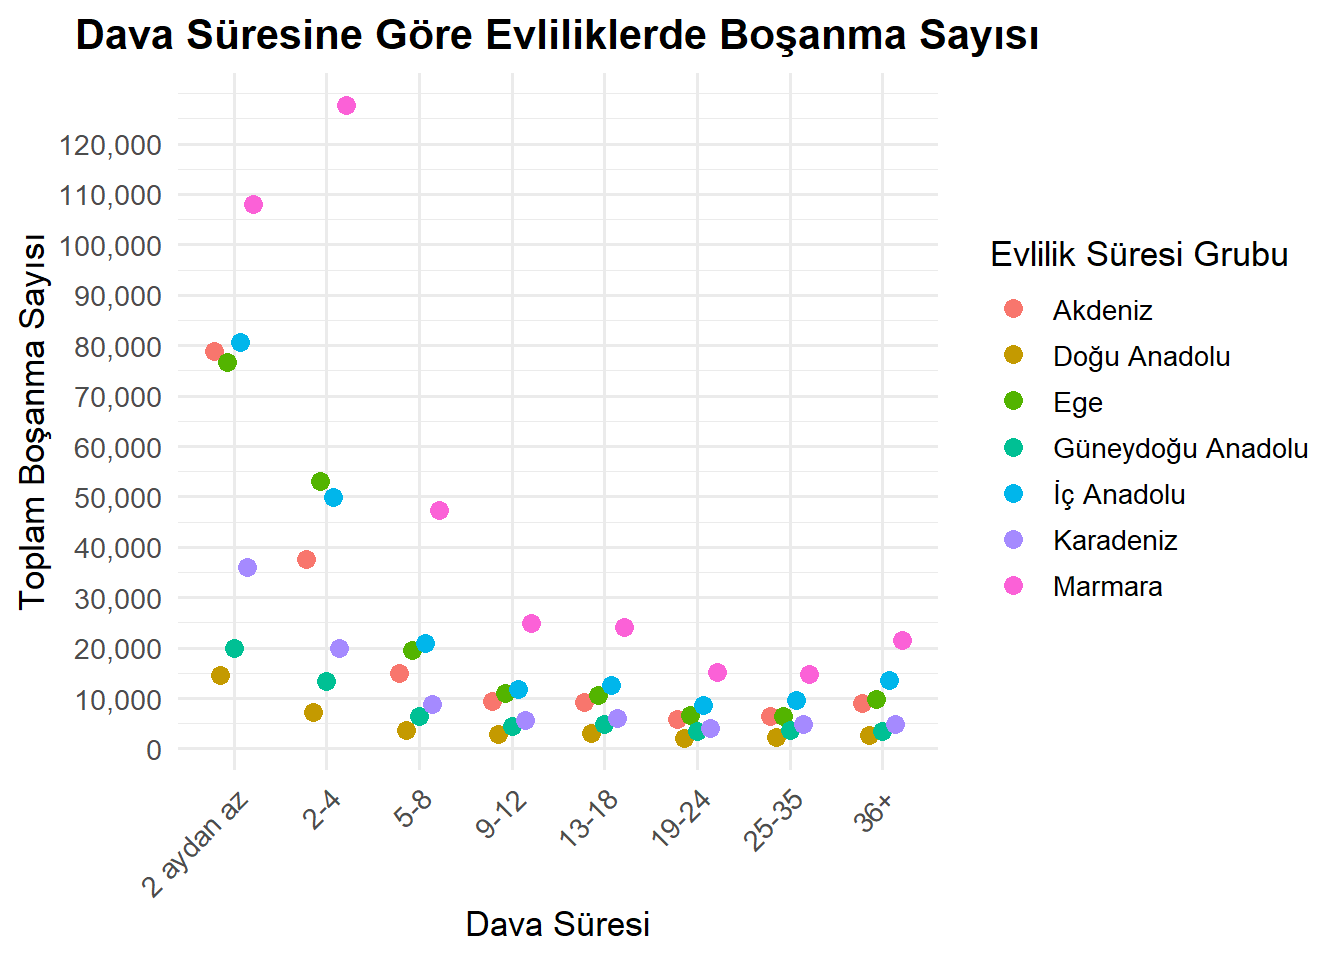 Dava Süresine Göre Evliliklerde Boşanma Sayısı
Toplam Boşanma Sayısı
120,000
110,000
100,000
90,000
80,000
70,000
60,000
50,000
40,000
30,000
20,000
10,000
0
2 aydan az
2-4
5-8
9-12
13-18
19-24
25-35
36+
Dava Süresi
Evlilik Süresi Grubu
Akdeniz
Doğu Anadolu
Ege
Güneydoğu Anadolu
İç Anadolu
Karadeniz
Marmara